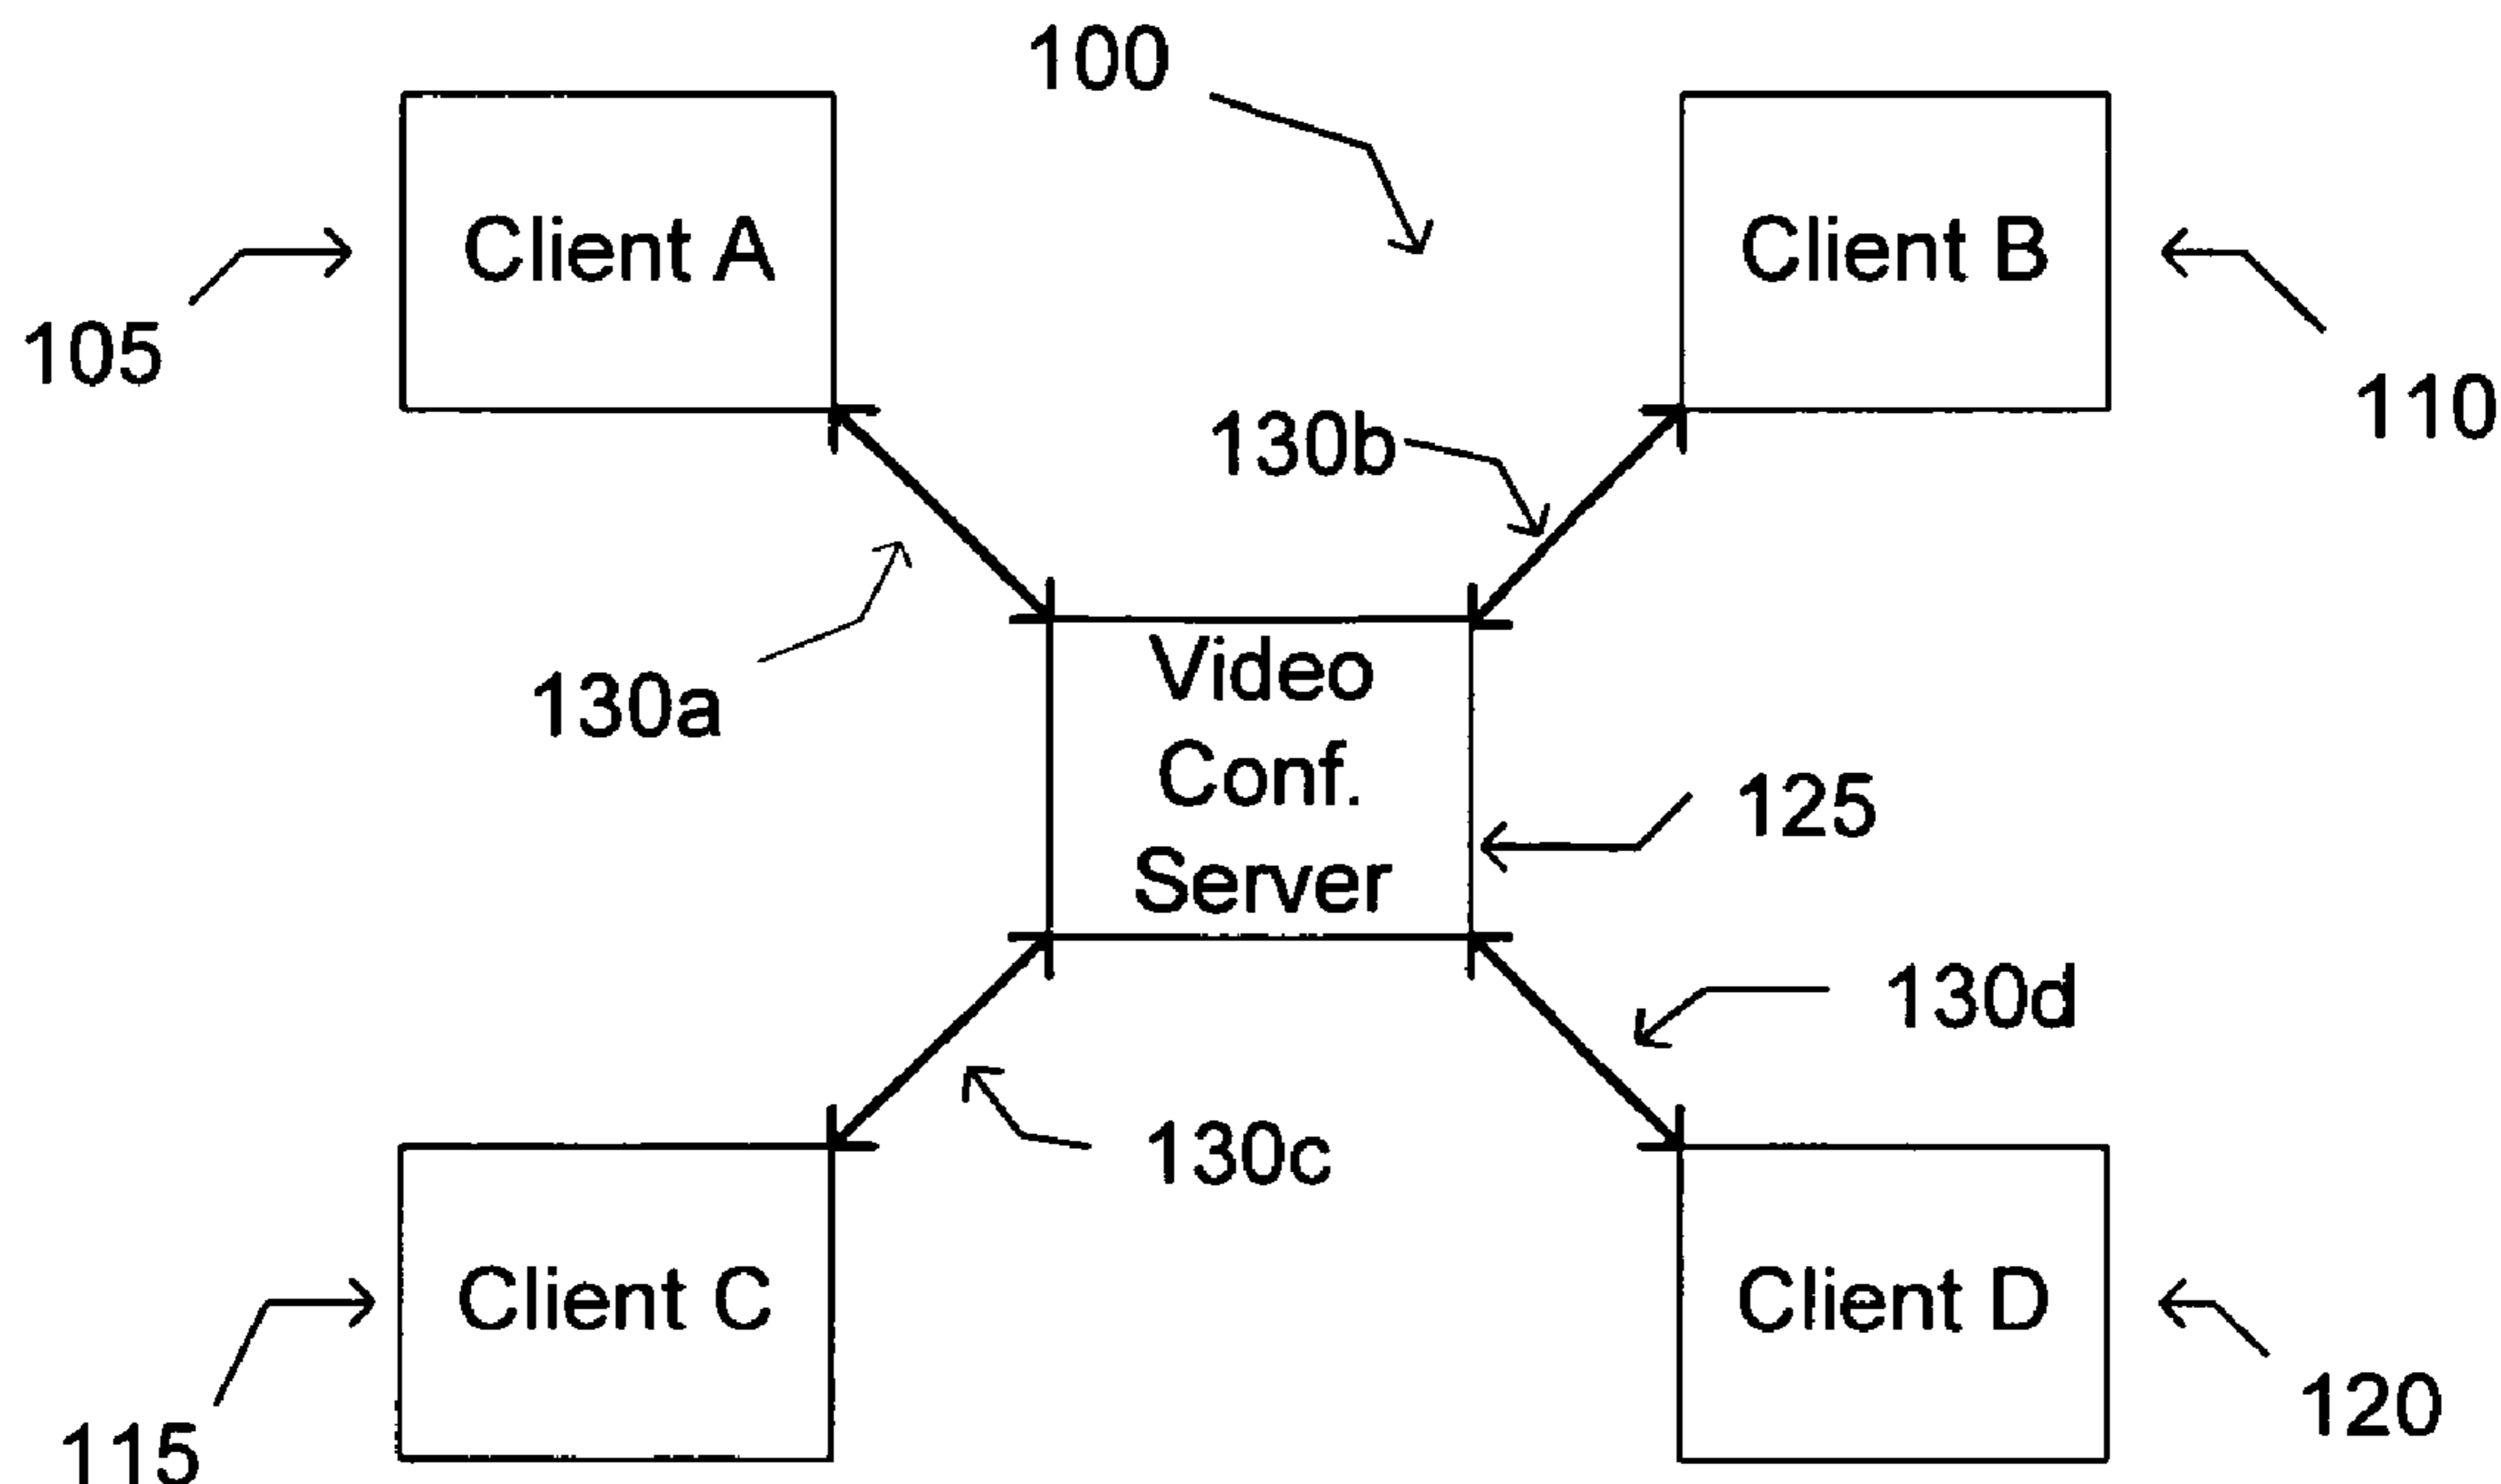 100
Client A
Client B
105
110
130b
130a
Video
Conf.
Server
125
130d
130c
Client C
Client D
115
120